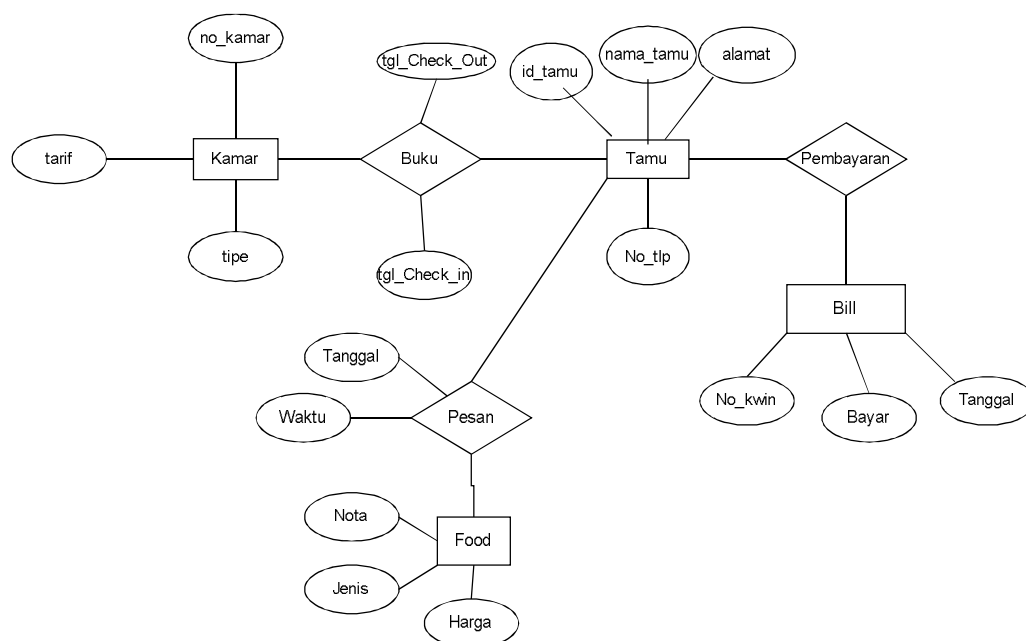 no_kamar
tgl_Check_Out
id_tamu
nama_tamu
alamat
tarif
Kamar
Buku
Tamu
Pembayaran
tipe
tgl_Check_in
No_tlp
Bill
Tanggal
No_kwin
Bayar
Tanggal
Waktu
Pesan
Nota
Food
Jenis
Harga